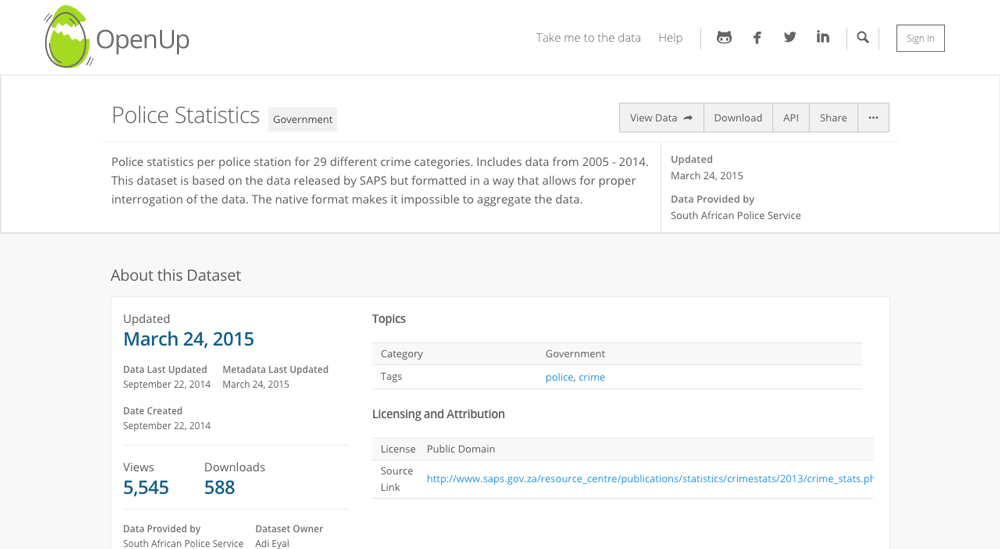 OpenUp
Take me to the data Help Sign In
Police Statistics Government
View Data Download API Share ...
Police statistics per police station for 29 different crime categories. Includes data from 2005 - 2014.
This dataset is based on the data released by SAPS but formatted in a way that allows for proper
interrogation of the data. The native format makes it impossible to aggregate the data.
Updated
March 24, 2015
Data Provided by
South African Police Service
About this Dataset
Updated
March 24, 2015
Data Last Updated Metadata Last Updated
September 22, 2014 March 24, 2015
Date Created
September 22, 2014
Views Downloads
5,545 588
Data Provided by Dataset Owner
South African Police Service Adi Eyal
Topics
Category Government
Tags police, crime
Licensing and Attribution
License Public Domain
Source
Link http://www.saps.gov.za/resource_centre/publications/statistics/crimestats/2013/crime_stats.ph